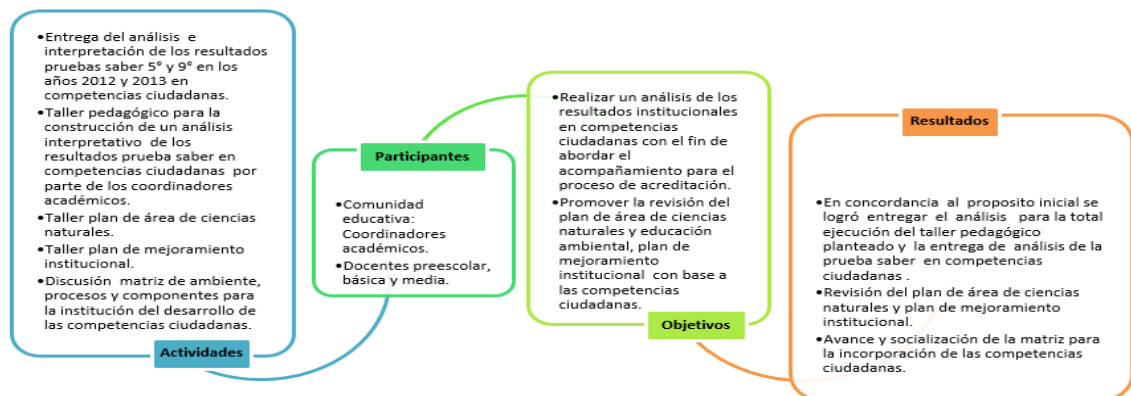 •Entrega del análisis e
interpretación de los resultados
pruebas saber 5° y 9° en los
años 2012 y 2013 en
competencias ciudadanas.
•Taller pedagógico para la
construcción de un análisis
interpretativo de los
resultados prueba saber en
competencias ciudadanas por
parte de los coordinadores
académicos.
•Taller plan de área de ciencias
naturales.
•Taller plan de mejoramiento
institucional.
•Discusión matriz de ambiente,
procesos y componentes para
la institución del desarrollo de
las competencias ciudadanas.
Actividades
Participantes
•Comunidad
educativa:
Coordinadores
académicos.
•Docentes preescolar,
básica y media.
•Realizar un análisis de los
resultados institucionales
en competencias
ciudadanas con el fin de
abordar el
acompañamiento para el
proceso de acreditación.
•Promover la revisión del
plan de área de ciencias
naturales y educación
ambiental, plan de
mejoramiento
institucional con base a
las competencias
ciudadanas.
Objetivos
Resultados
•En concordancia al proposito inicial se
logró entregar el análisis para la total
ejecución del taller pedagógico
planteado y la entrega de análisis de la
prueba saber en competencias
ciudadanas .
•Revisión del plan de área de ciencias
naturales y plan de mejoramiento
institucional.
•Avance y socialización de la matriz para
la incorporación de las competencias
ciudadanas.